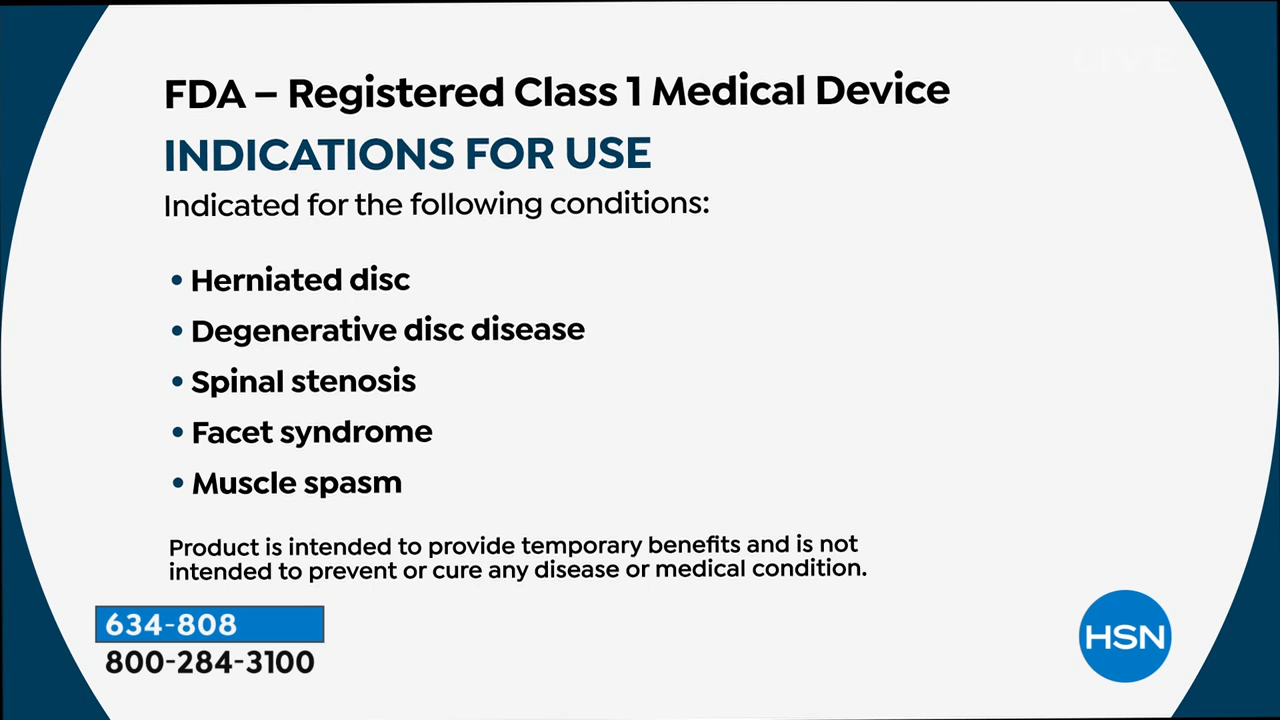 LIVE
FDA – Registered Class 1 Medical Device
INDICATIONS FOR USE
Indicated for the following conditions:
• Herniated disc
• Degenerative disc disease
• Spinal stenosis
• Facet syndrome
• Muscle spasm
Product is intended to provide temporary benefits and is not
intended to prevent or cure any disease or medical condition.
634-808
800-284-3100
HSN